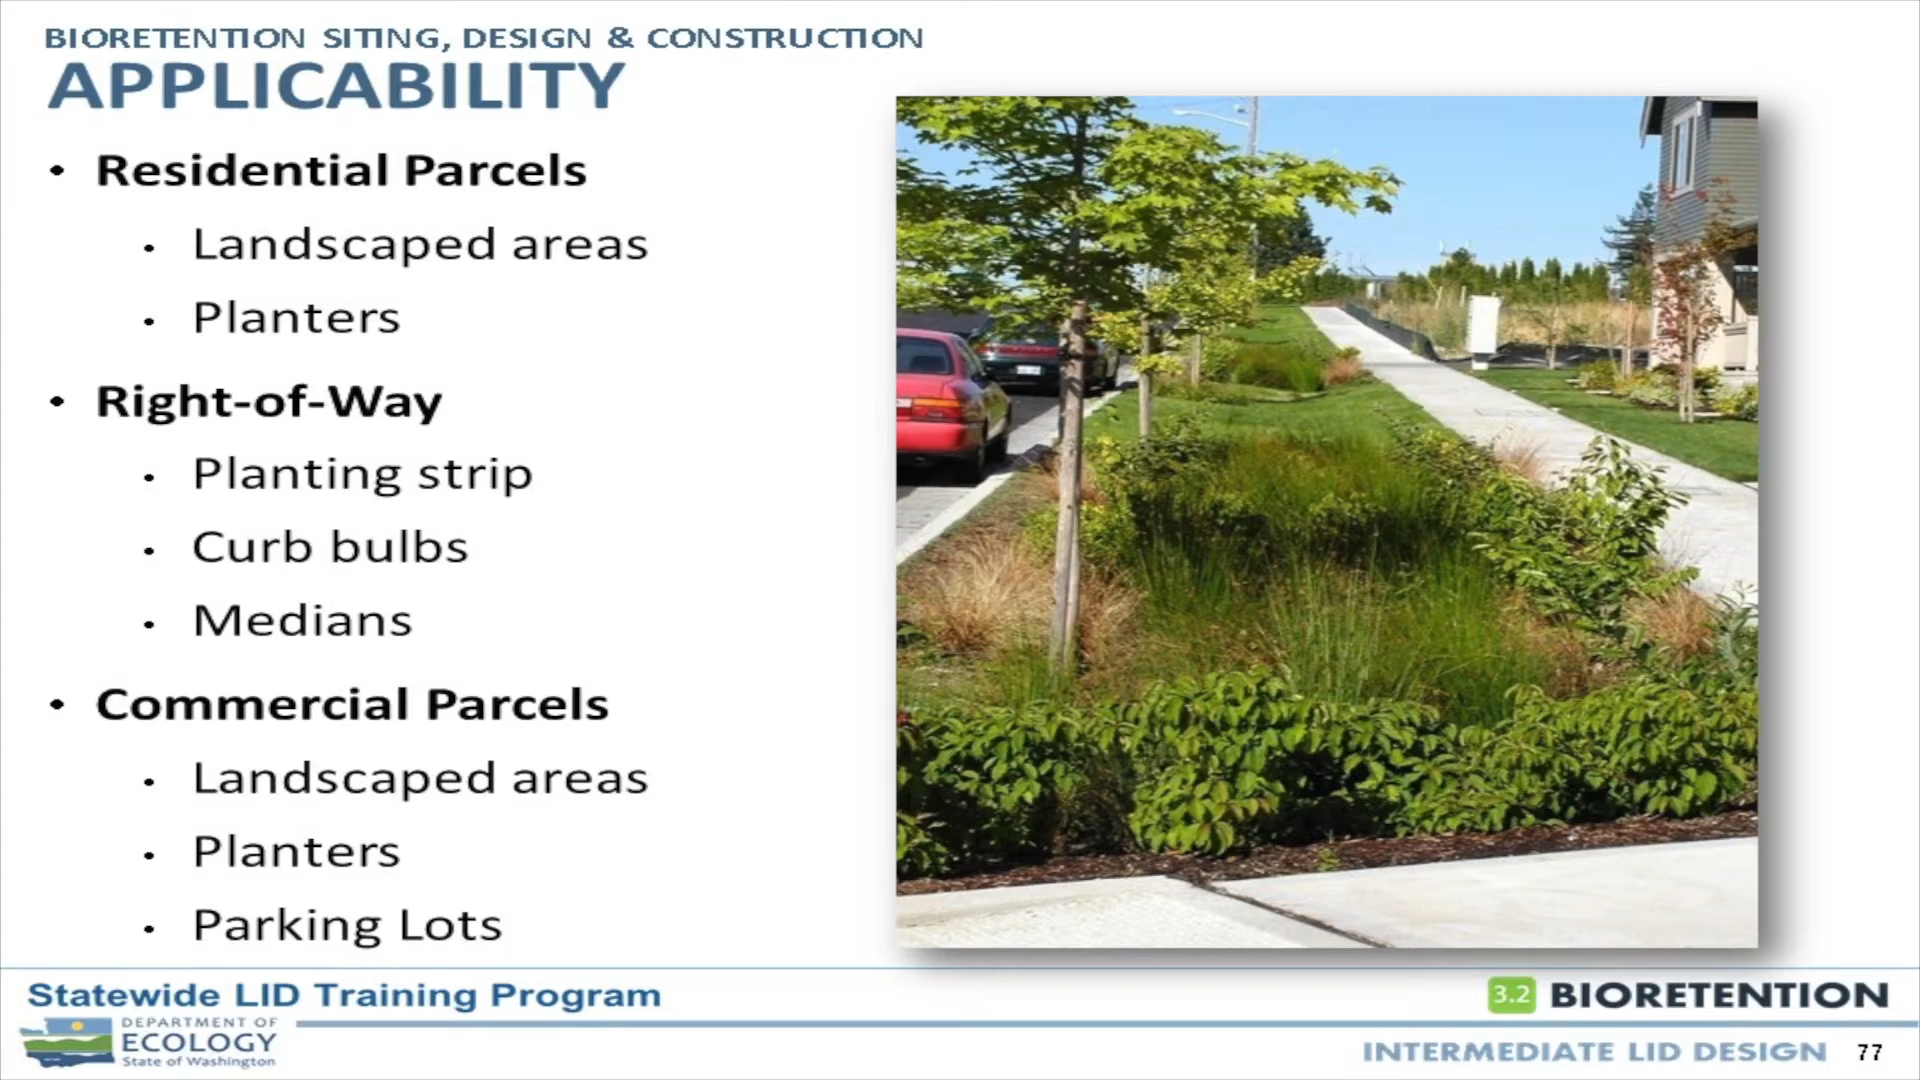 BIORETENTION SITING, DESIGN & CONSTRUCTION
APPLICABILITY
• Residential Parcels
• Landscaped areas
• Planters
• Right-of-Way
• Planting strip
• Curb bulbs
• Medians
• Commercial Parcels
• Landscaped areas
• Planters
• Parking Lots
Statewide LID Training Program
DEPARTMENT OF
ECOLOGY
State of Washington
3.2 BIORETENTION
INTERMEDIATE LID DESIGN 77